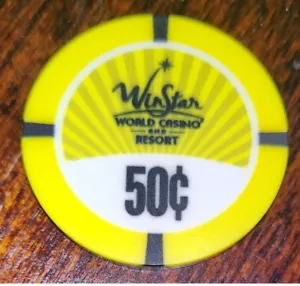 WinStar
WORLD CASINO
AND
RESORT
50¢